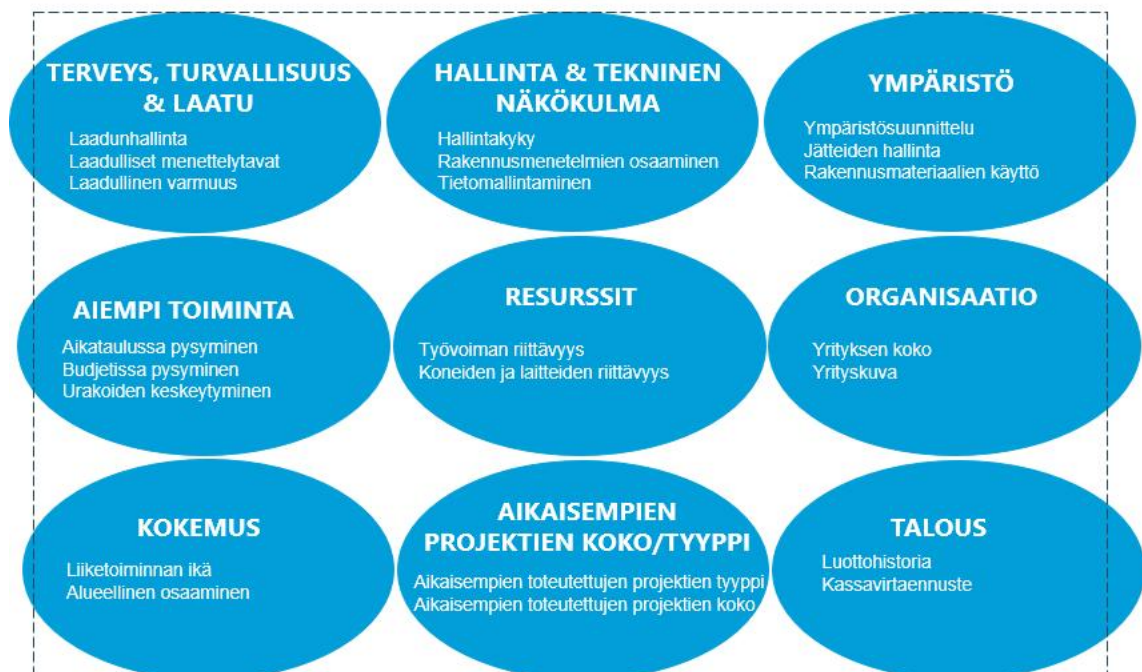 TERVEYS, TURVALLISUUS
& LAATU
Laadunhallinta
Laadulliset menettelytavat
Laadullinen varmuus
HALLINTA & TEKNINEN
NÄKÖKULMA
Hallintakyky
Rakennusmenetelmien osaaminen
Tietomallintaminen
YMPÄRISTÖ
Ympäristösuunnittelu
Jätteiden hallinta
Rakennusmateriaalien käyttö
AIEMPI TOIMINTA
Aikataulussa pysyminen
Budjetissa pysyminen
Urakoiden keskeytyminen
RESURSSIT
Työvoiman riittävyys
Koneiden ja laitteiden riittävyys
ORGANISAATIO
Yrityksen koko
Yrityskuva
KOKEMUS
Liiketoiminnan ikä
Alueellinen osaaminen
AIKAISEMPIEN
PROJEKTIEN KOKO/TYYPPI
Aikaisempien toteutettujen projektien tyyppi
Aikaisempien toteutettujen projektien koko
TALOUS
Luottohistoria
Kassavirtaennuste